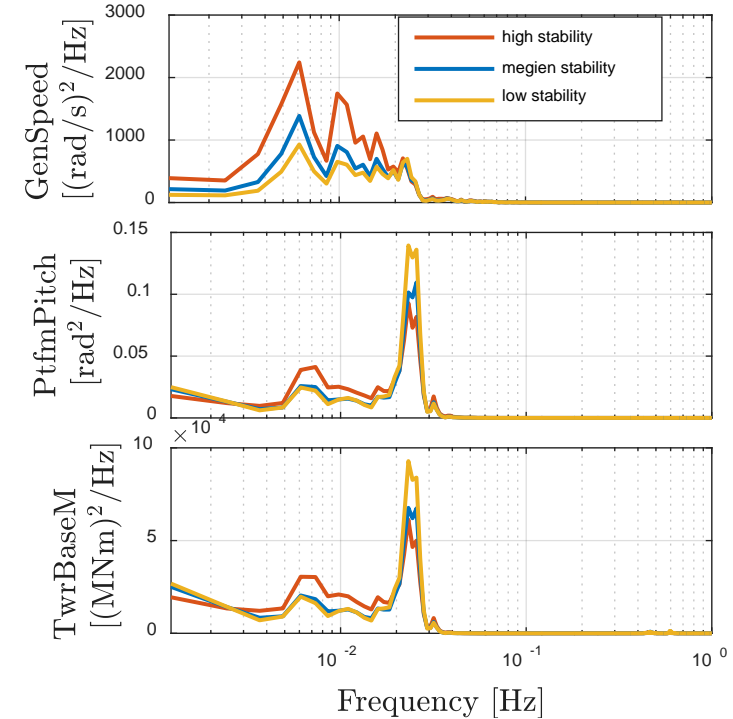 3000
2000
1000
0
GenSpeed
[(rad/s)²/Hz]
high stability
megien stability
low stability
0.15
0.1
0.05
0
PtfmPitch
[rad²/Hz]
×10⁴
10
5
0
TwrBaseM
[(MNm)²/Hz]
10⁻² 10⁻¹ 10⁰
Frequency [Hz]